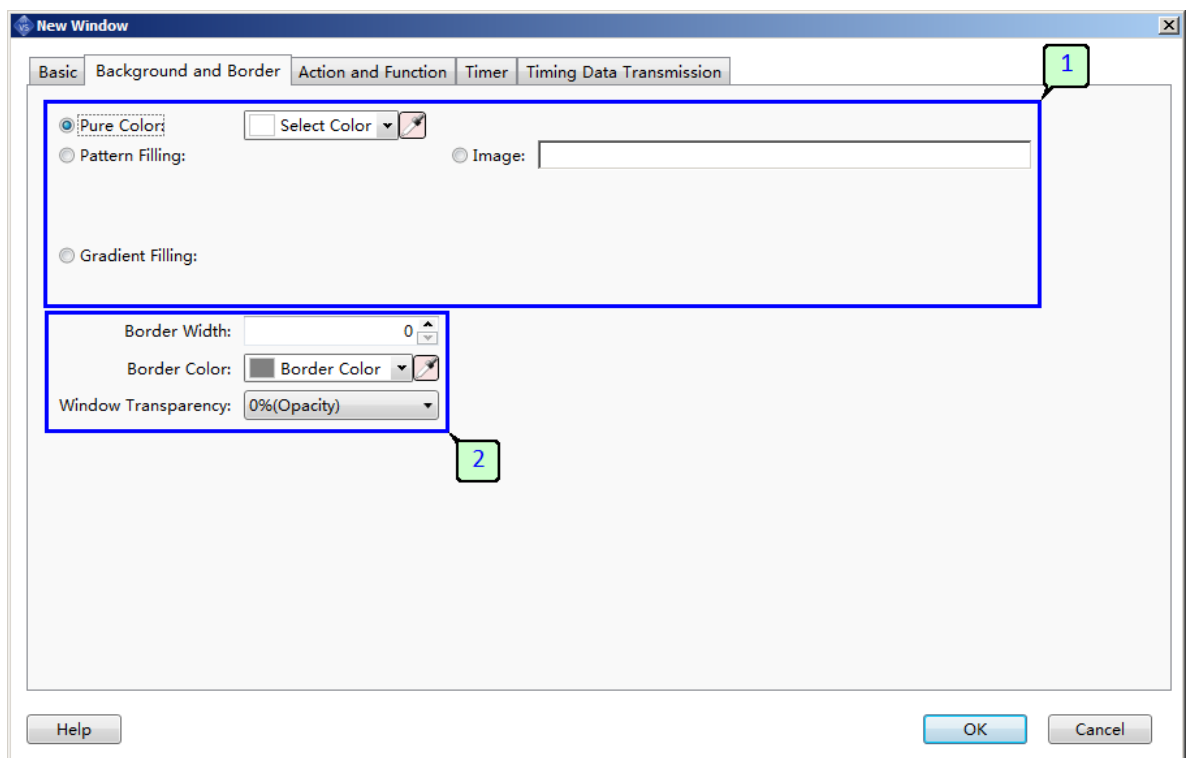 VS New Window
1
Basic Background and Border Action and Function Timer Timing Data Transmission
Pure Color: Select Color
Pattern Filling: Image:
Gradient Filling:
Border Width: 0
Border Color: Border Color
Window Transparency: 0%(Opacity)
2
Help OK Cancel